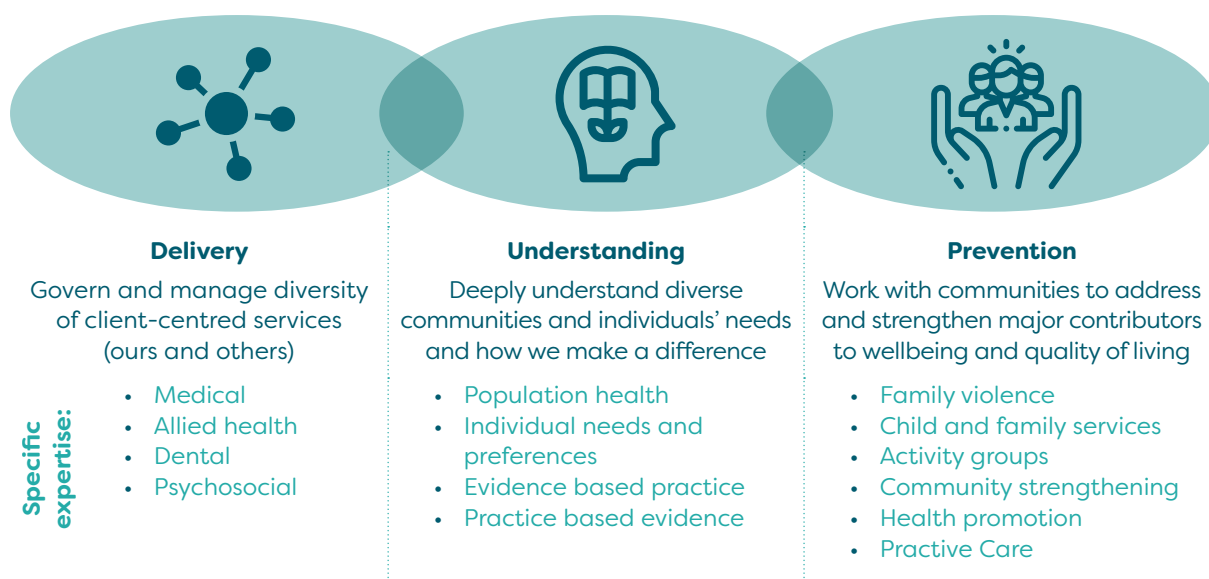 Delivery
Govern and manage diversity
of client-centred services
(ours and others)
Understanding
Deeply understand diverse
communities and individuals’ needs
and how we make a difference
Prevention
Work with communities to address
and strengthen major contributors
to wellbeing and quality of living
Specific
expertise:
• Medical
• Allied health
• Dental
• Psychosocial
• Population health
• Individual needs and
preferences
• Evidence based practice
• Practice based evidence
• Family violence
• Child and family services
• Activity groups
• Community strengthening
• Health promotion
• Practive Care